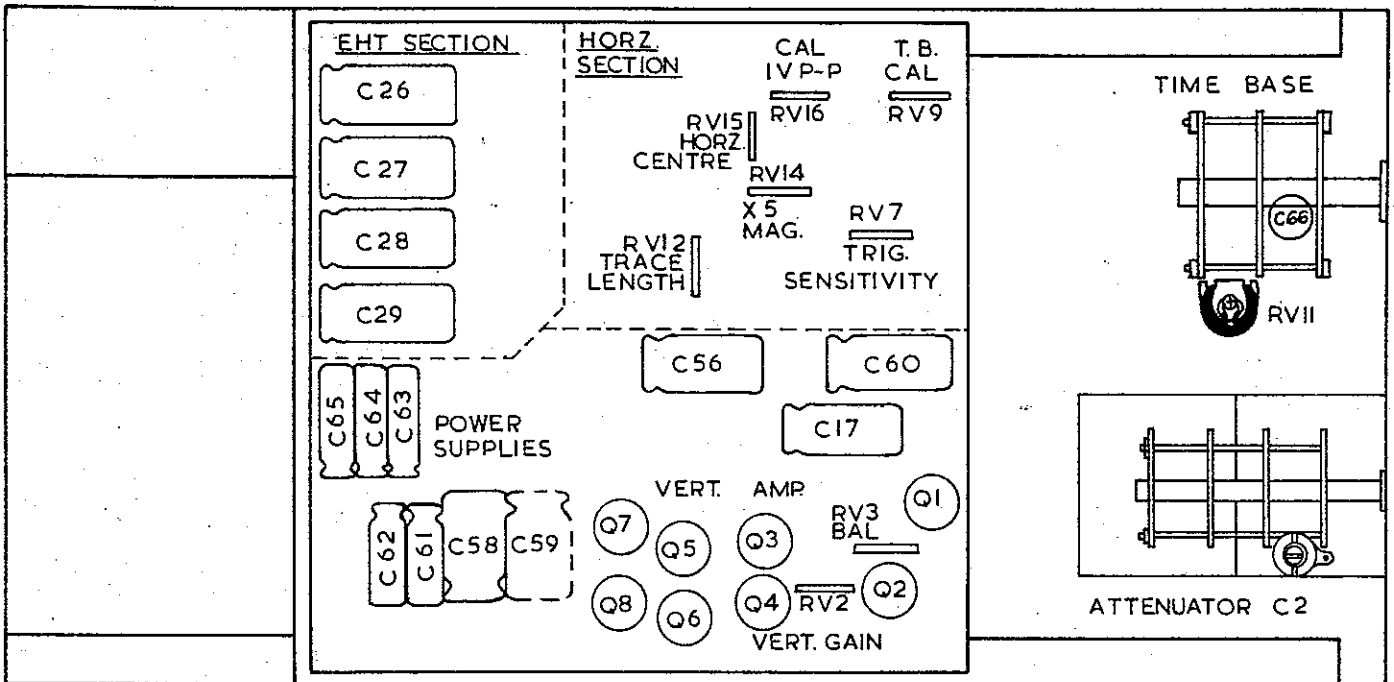 EHT SECTION
C26
C27
C28
C29
HORZ.
SECTION
CAL
IV P-P
RV16
T.B.
CAL
RV9
RV15
HORZ.
CENTRE
RV14
X5
MAG.
RV7
TRIG.
SENSITIVITY
RV12
TRACE
LENGTH
TIME BASE
C66
RV11
C56
C60
C17
C65
C64
C63
POWER
SUPPLIES
C62
C61
C58
C59
VERT. AMP.
Q7
Q5
Q3
RV3
BAL
Q1
Q8
Q6
Q4
RV2
Q2
VERT. GAIN
ATTENUATOR C2